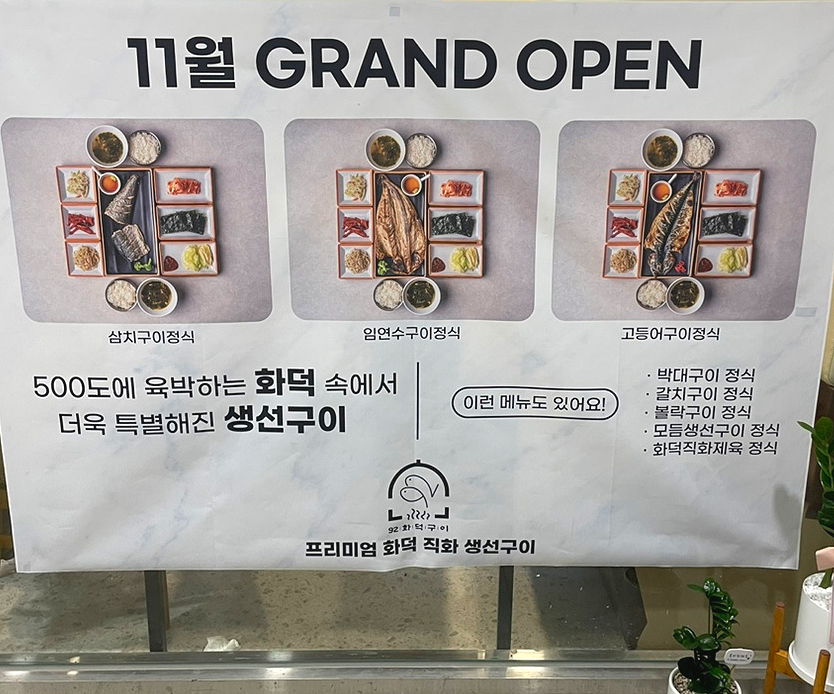 11월 GRAND OPEN
삼치구이정식
임연수구이정식
고등어구이정식
500도에 육박하는 화덕 속에서
더욱 특별해진 생선구이
이런 메뉴도 있어요!
· 박대구이 정식
· 갈치구이 정식
· 볼락구이 정식
· 모듬생선구이 정식
· 화덕직화제육 정식
92화덕구이
프리미엄 화덕 직화 생선구이